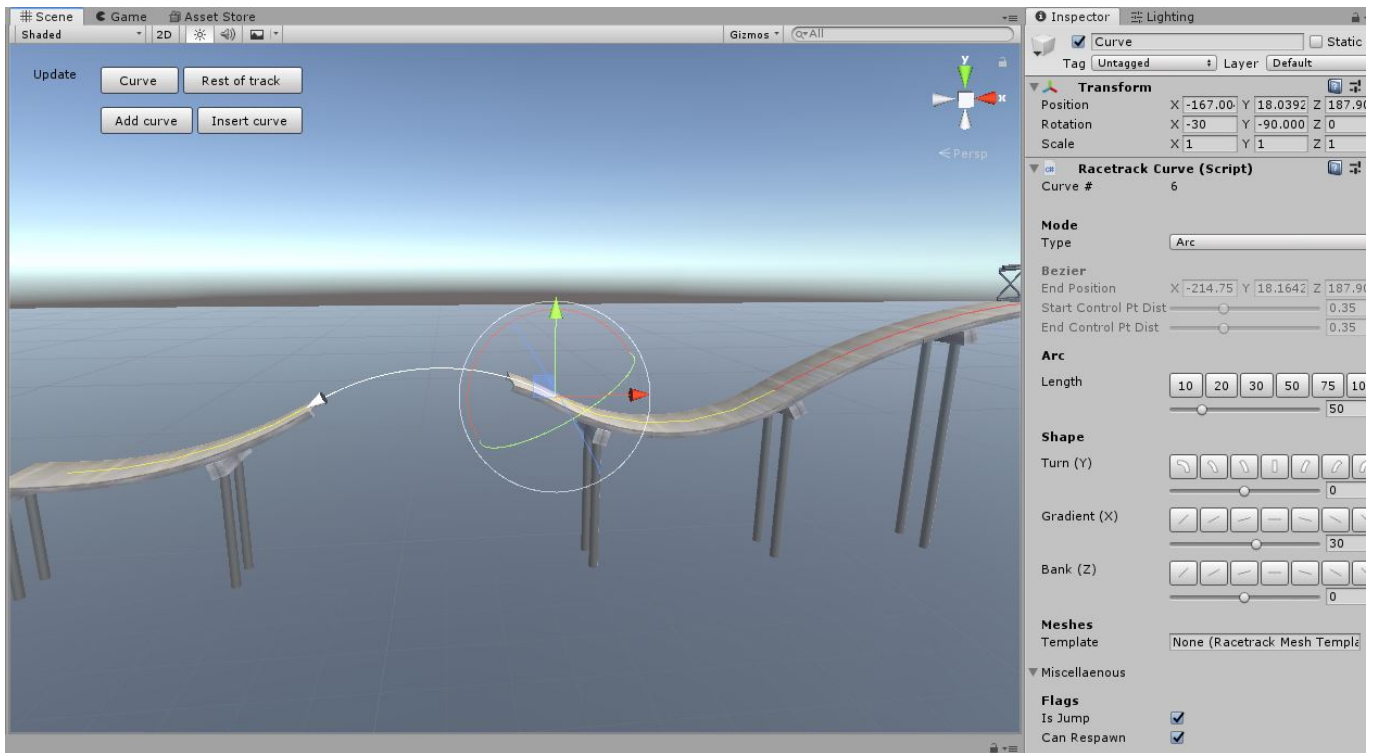 Scene Game Asset Store
Shaded 2D Gizmos All
Update Curve Rest of track
Add curve Insert curve
y
x
Persp
Inspector Lighting
Curve Static
Tag Untagged Layer Default
Transform
Position X -167.00 Y 18.0392 Z 187.90
Rotation X -30 Y -90.000 Z 0
Scale X 1 Y 1 Z 1
Racetrack Curve (Script)
Curve # 6
Mode
Type Arc
Bezier
End Position X -214.75 Y 18.1642 Z 187.90
Start Control Pt Dist 0.35
End Control Pt Dist 0.35
Arc
Length 10 20 30 50 75 10
50
Shape
Turn (Y)
0
Gradient (X)
30
Bank (Z)
0
Meshes
Template None (Racetrack Mesh Templa
Miscellaenous
Flags
Is Jump
Can Respawn